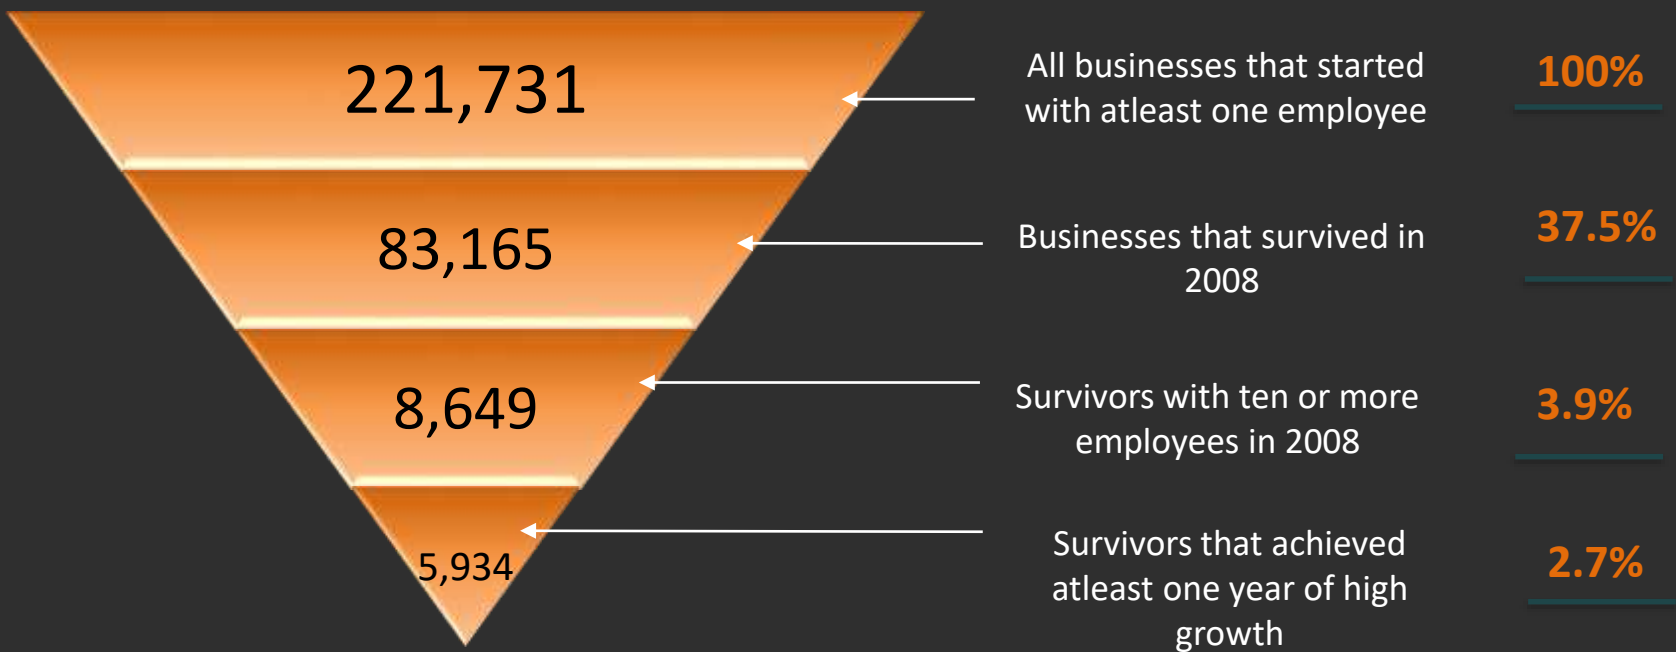 221,731
All businesses that started
with atleast one employee
100%
83,165
Businesses that survived in
2008
37.5%
8,649
Survivors with ten or more
employees in 2008
3.9%
5,934
Survivors that achieved
atleast one year of high
growth
2.7%